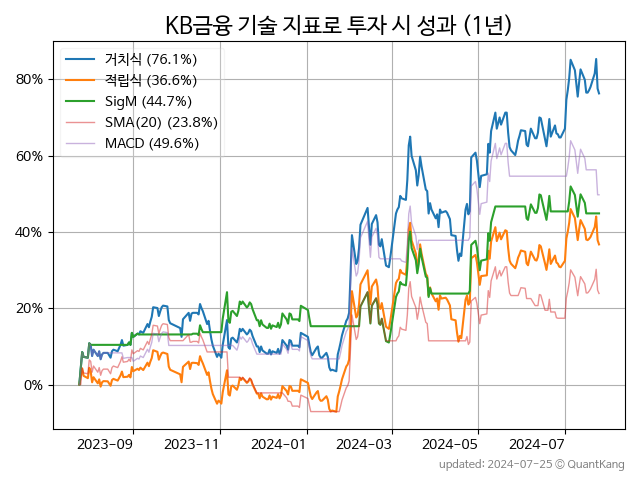 KB금융 기술 지표로 투자 시 성과 (1년)
거치식 (76.1%)
적립식 (36.6%)
SigM (44.7%)
SMA(20) (23.8%)
MACD (49.6%)
80%
60%
40%
20%
0%
2023-09 2023-11 2024-01 2024-03 2024-05 2024-07
updated: 2024-07-25 © QuantKang